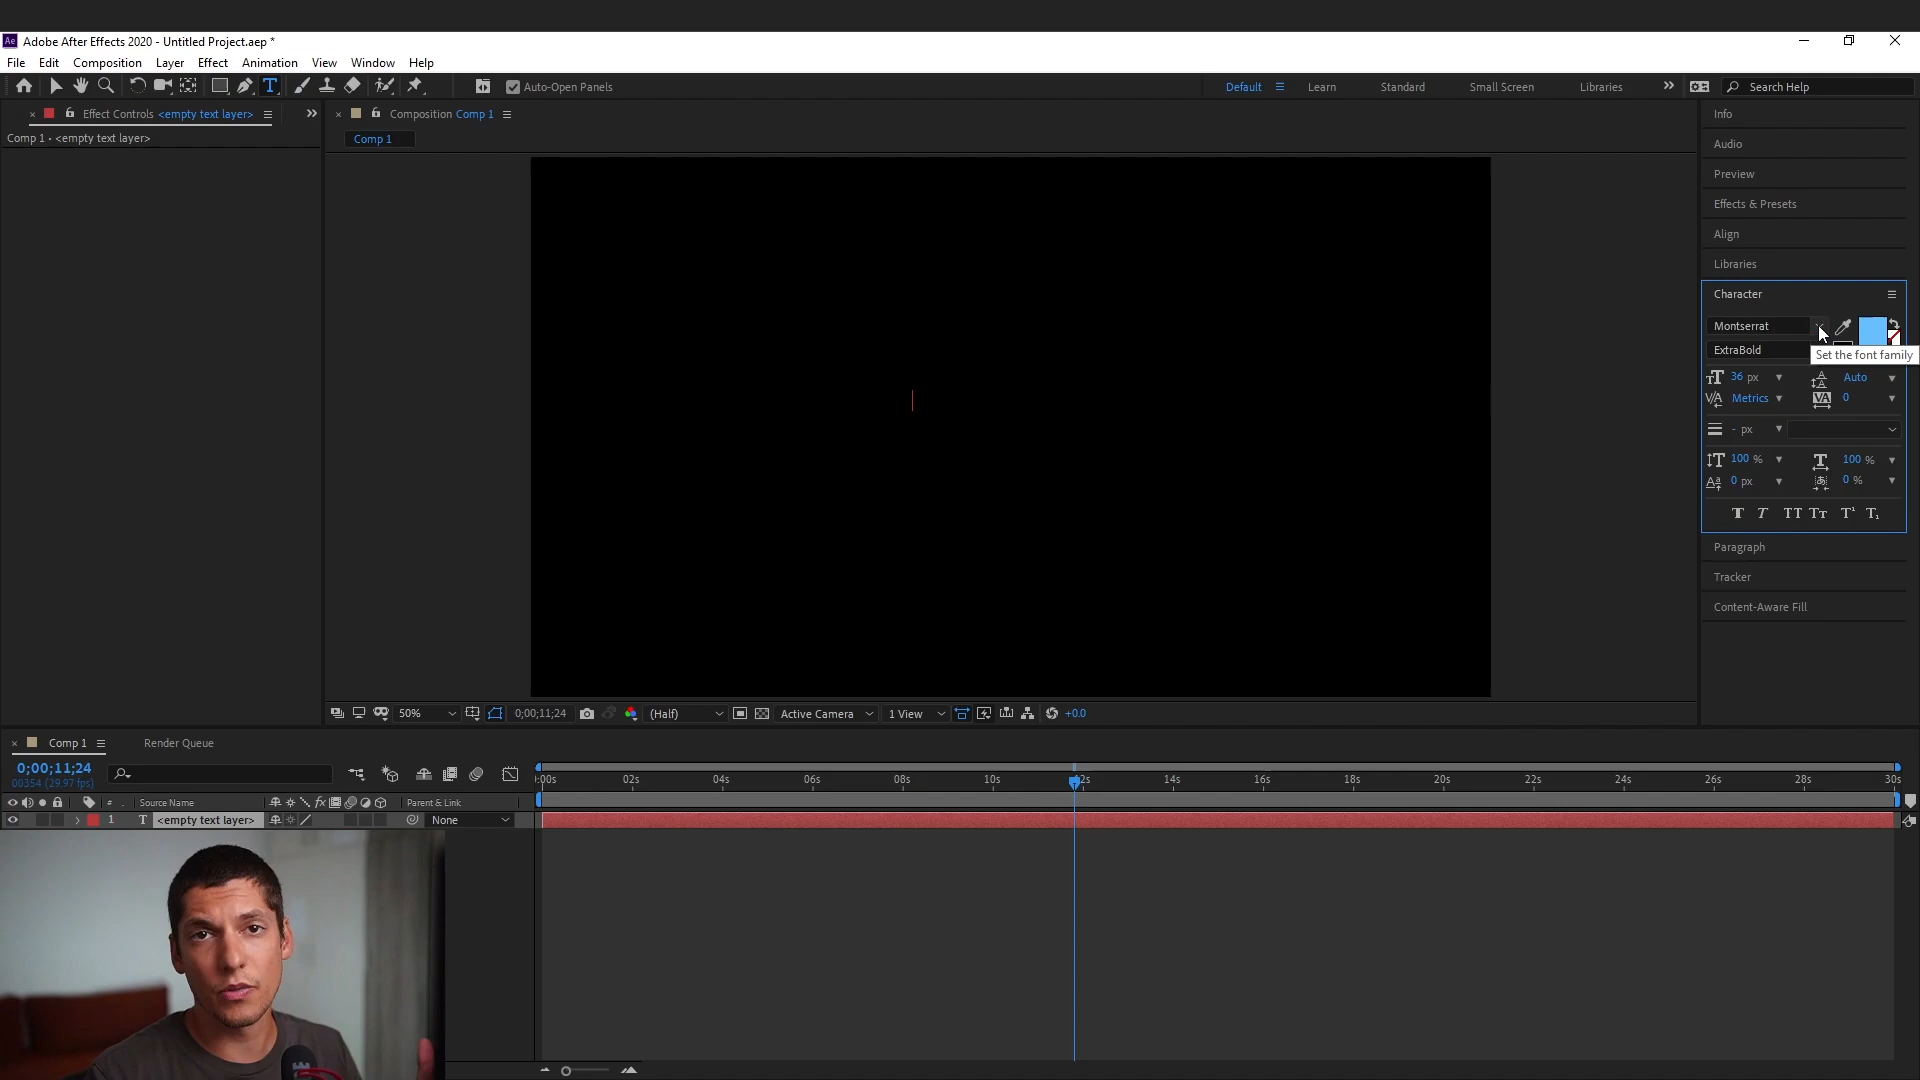 Ae Adobe After Effects 2020 - Untitled Project.aep *
File Edit Composition Layer Effect Animation View Window Help
T Auto-Open Panels Default Learn Standard Small Screen Libraries Search Help
Effect Controls <empty text layer>
Composition Comp 1
Comp 1 • <empty text layer>
Comp 1
Info
Audio
Preview
Effects & Presets
Align
Libraries
Character
Montserrat
ExtraBold
Set the font family
36 px Auto
Metrics 0
- px
100 % 100 %
0 px 0 %
T T TT Tт T¹ T₁
Paragraph
Tracker
Content-Aware Fill
50% 0;00;11;24 (Half) Active Camera 1 View +0.0
Comp 1 Render Queue
0;00;11;24
00354 (29.97 fps)
:00s 02s 04s 06s 08s 10s 12s 14s 16s 18s 20s 22s 24s 26s 28s 30s
# Source Name fx Parent & Link
1 T <empty text layer> None